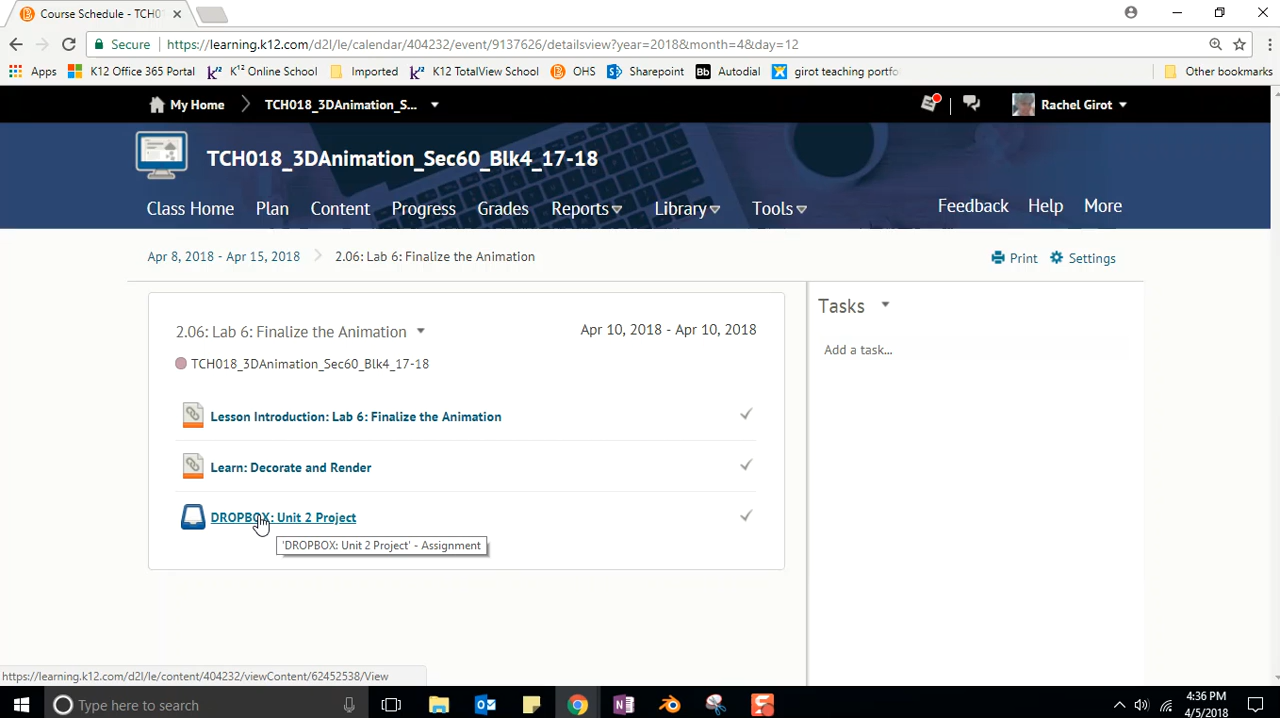 Course Schedule - TCH01
Secure
https://learning.k12.com/d2l/le/calendar/404232/event/9137626/detailsview?year=2018&month=4&day=12
Apps
K12 Office 365 Portal
K¹² Online School
Imported
K12 TotalView School
OHS
Sharepoint
Bb Autodial
girot teaching portfo
Other bookmarks
My Home
TCH018_3DAnimation_S...
Rachel Girot
TCH018_3DAnimation_Sec60_Blk4_17-18
Class Home Plan Content Progress Grades Reports Library Tools Feedback Help More
Apr 8, 2018 - Apr 15, 2018
2.06: Lab 6: Finalize the Animation
Print
Settings
2.06: Lab 6: Finalize the Animation
Apr 10, 2018 - Apr 10, 2018
TCH018_3DAnimation_Sec60_Blk4_17-18
Lesson Introduction: Lab 6: Finalize the Animation
Learn: Decorate and Render
DROPBOX: Unit 2 Project
'DROPBOX: Unit 2 Project' - Assignment
Tasks
Add a task...
https://learning.k12.com/d2l/le/content/404232/viewContent/62452538/View
Type here to search
4:36 PM
4/5/2018